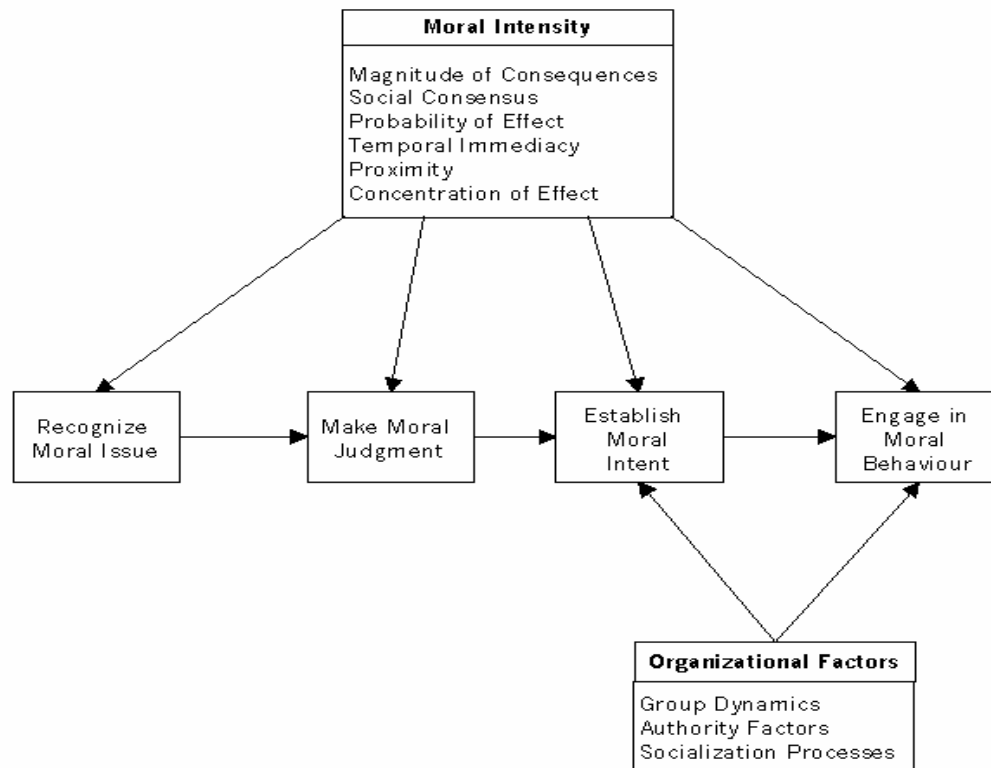 Moral Intensity
Magnitude of Consequences
Social Consensus
Probability of Effect
Temporal Immediacy
Proximity
Concentration of Effect
Recognize
Moral Issue
Make Moral
Judgment
Establish
Moral
Intent
Engage in
Moral
Behaviour
Organizational Factors
Group Dynamics
Authority Factors
Socialization Processes